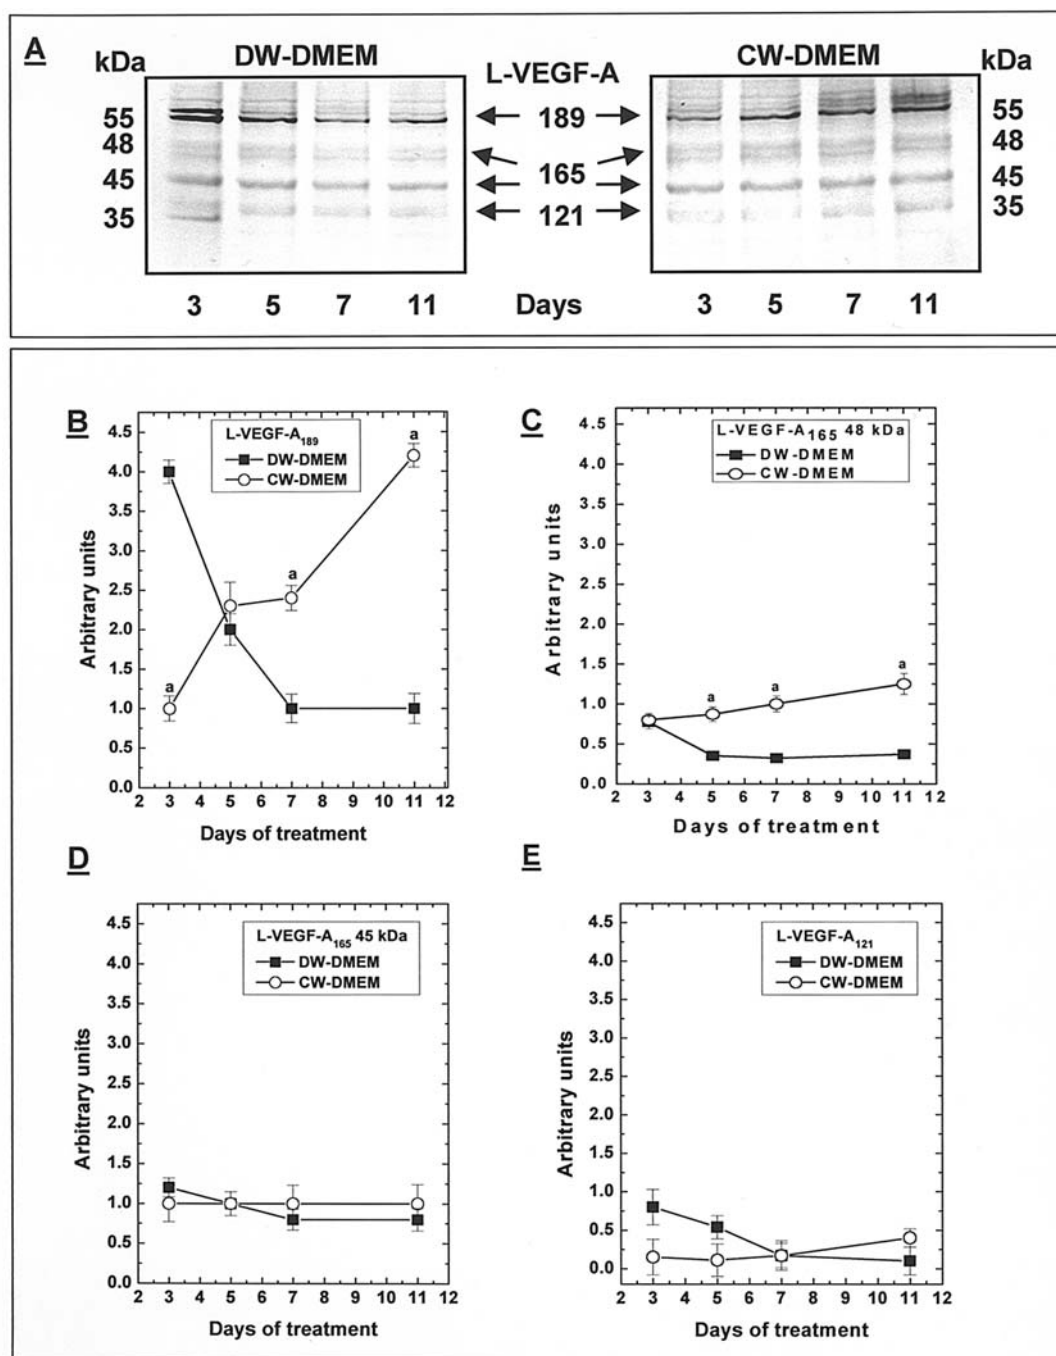 A
kDa DW-DMEM L-VEGF-A CW-DMEM kDa
55 189 55
48 48
45 165 45
35 121 35
3 5 7 11 Days 3 5 7 11
B
L-VEGF-A189
DW-DMEM
CW-DMEM
a a a
Arbitrary units
4.5
4.0
3.5
3.0
2.5
2.0
1.5
1.0
0.5
0.0
2 3 4 5 6 7 8 9 10 11 12
Days of treatment
C
L-VEGF-A165 48 kDa
DW-DMEM
CW-DMEM
a a a
Arbitrary units
4.5
4.0
3.5
3.0
2.5
2.0
1.5
1.0
0.5
0.0
2 3 4 5 6 7 8 9 10 11 12
Days of treatment
D
L-VEGF-A165 45 kDa
DW-DMEM
CW-DMEM
Arbitrary units
4.5
4.0
3.5
3.0
2.5
2.0
1.5
1.0
0.5
0.0
2 3 4 5 6 7 8 9 10 11 12
Days of treatment
E
L-VEGF-A121
DW-DMEM
CW-DMEM
Arbitrary units
4.5
4.0
3.5
3.0
2.5
2.0
1.5
1.0
0.5
0.0
2 3 4 5 6 7 8 9 10 11 12
Days of treatment